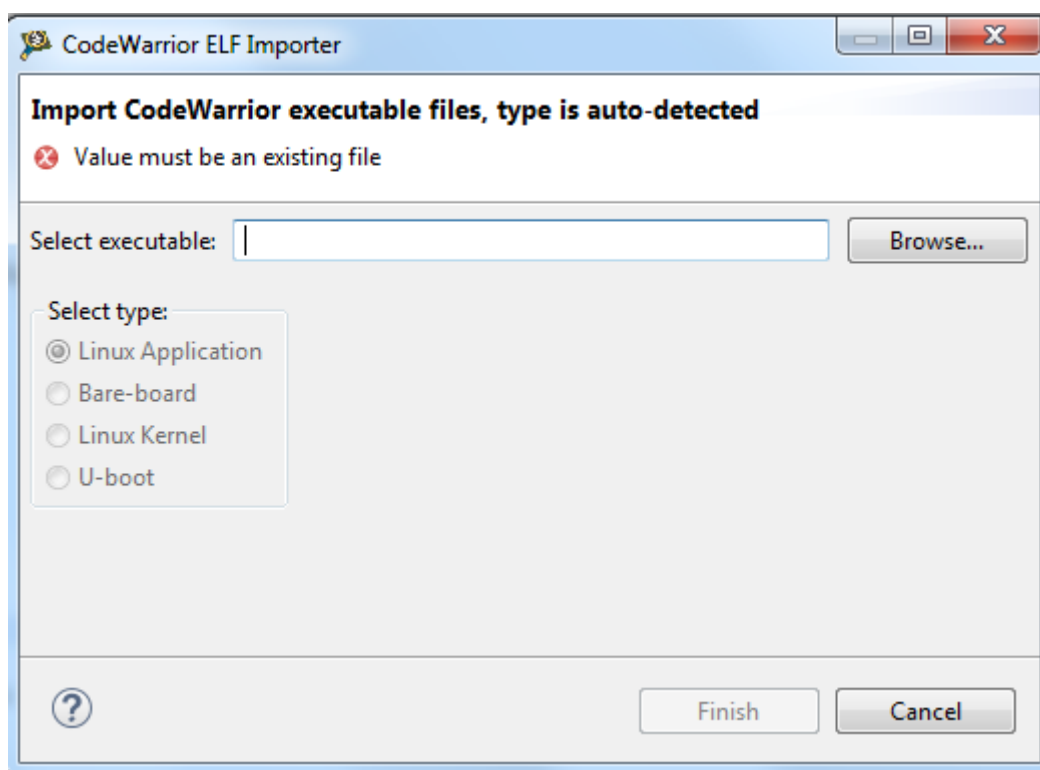 CodeWarrior ELF Importer
Import CodeWarrior executable files, type is auto-detected
Value must be an existing file
Select executable:
Browse...
Select type:
Linux Application
Bare-board
Linux Kernel
U-boot
?
Finish
Cancel